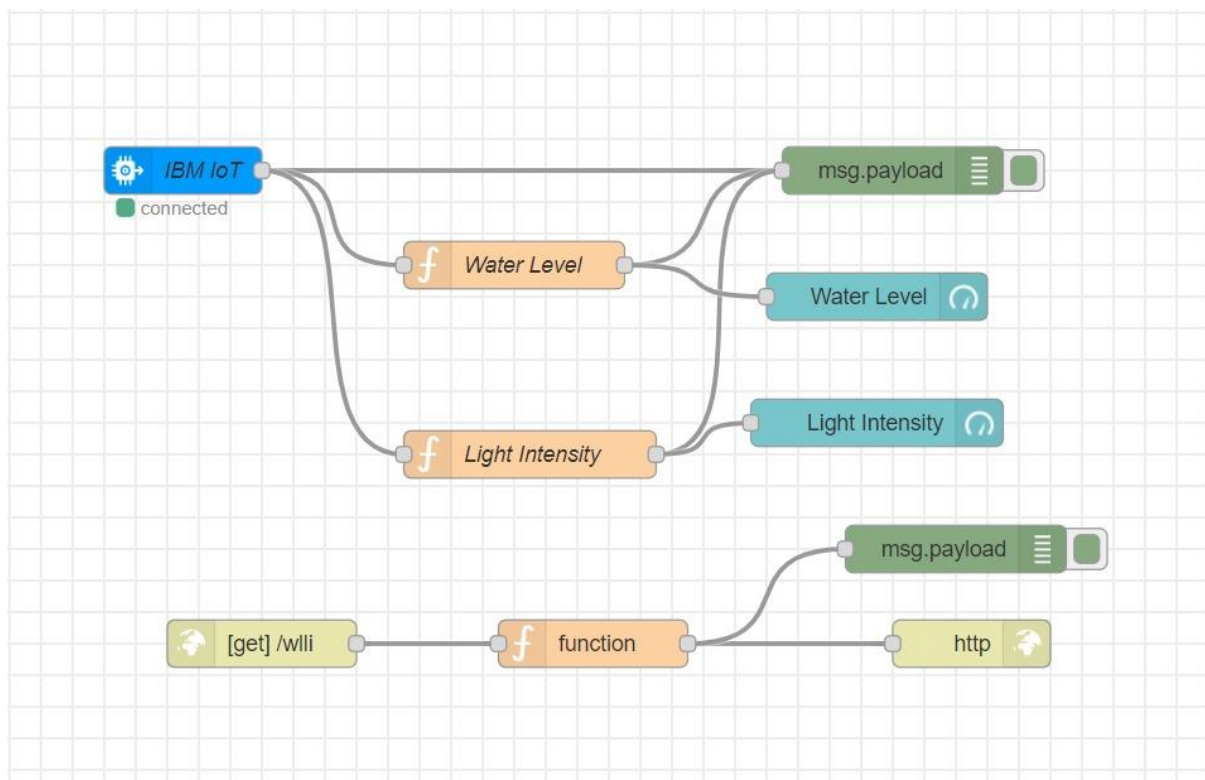 IBM IoT
msg.payload
connected
Water Level
Water Level
Light Intensity
Light Intensity
msg.payload
[get] /wlli
function
http